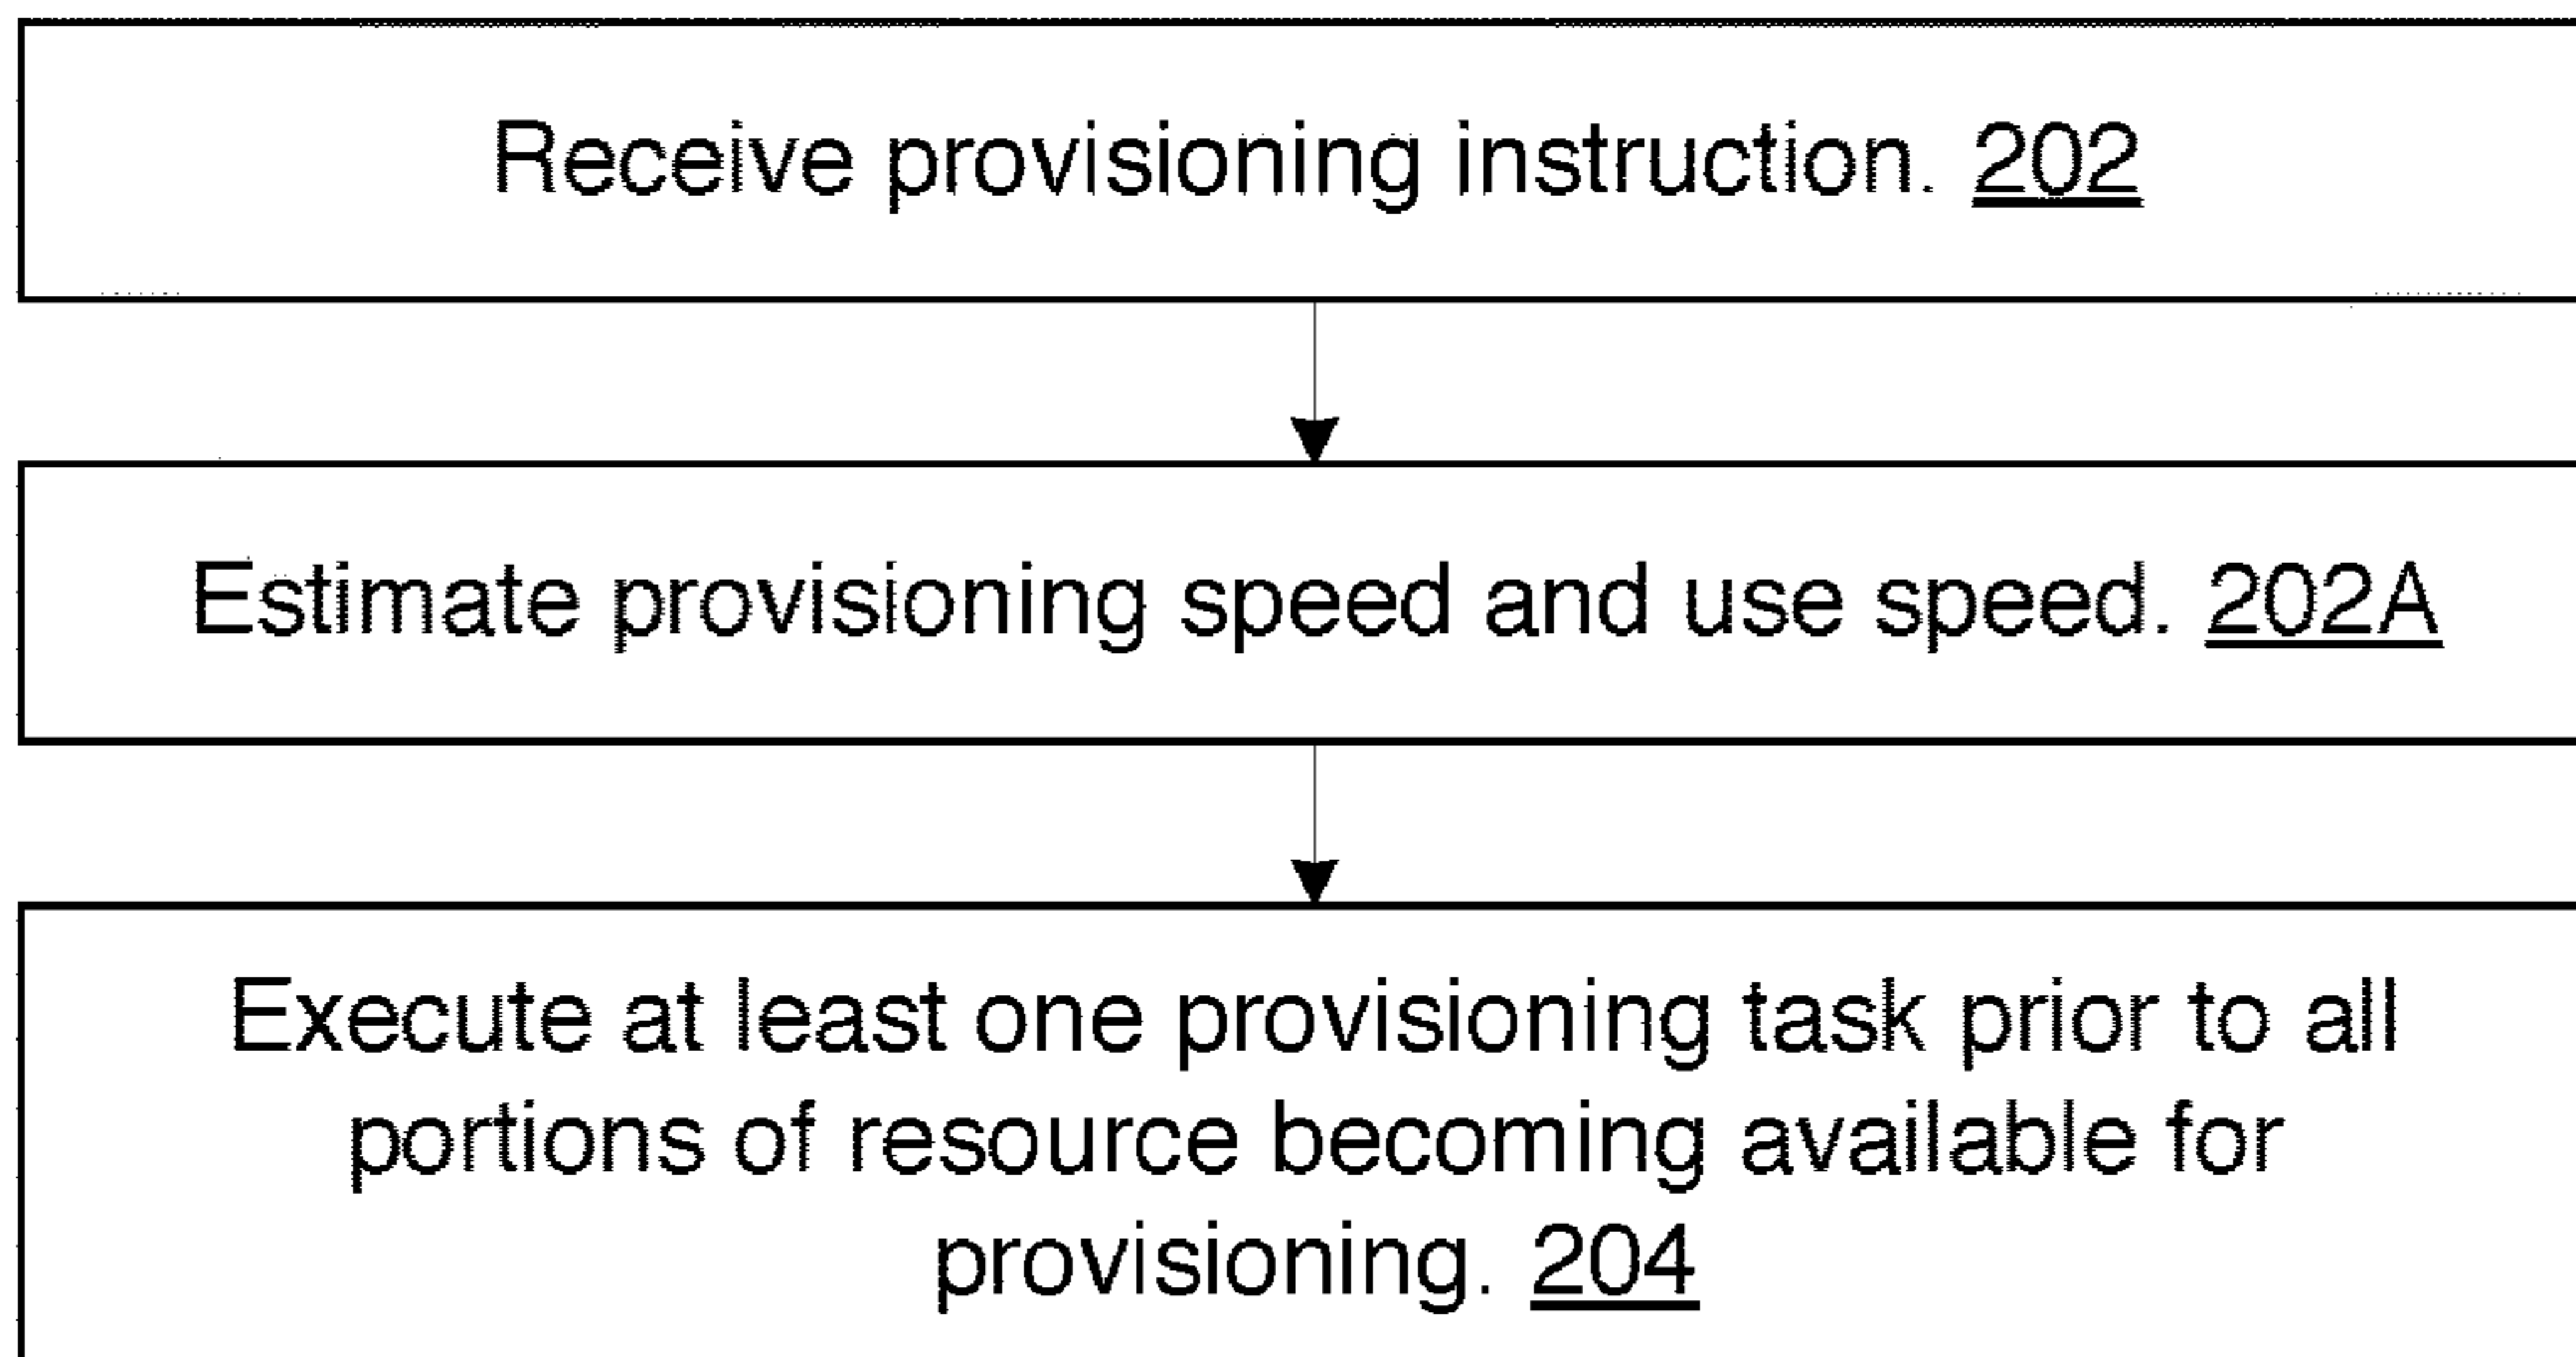 Receive provisioning instruction. 202
Estimate provisioning speed and use speed. 202A
Execute at least one provisioning task prior to all
portions of resource becoming available for
provisioning. 204